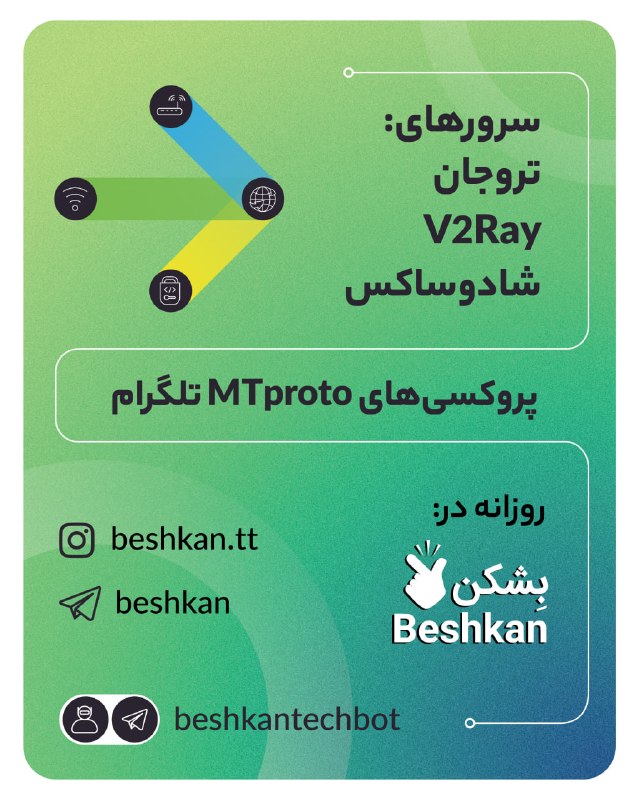 سرورهای:
تروجان
V2Ray
شادوساکس
پروکسی‌های MTproto تلگرام
روزانه در:
بِشکن
Beshkan
beshkan.tt
beshkan
beshkantechbot